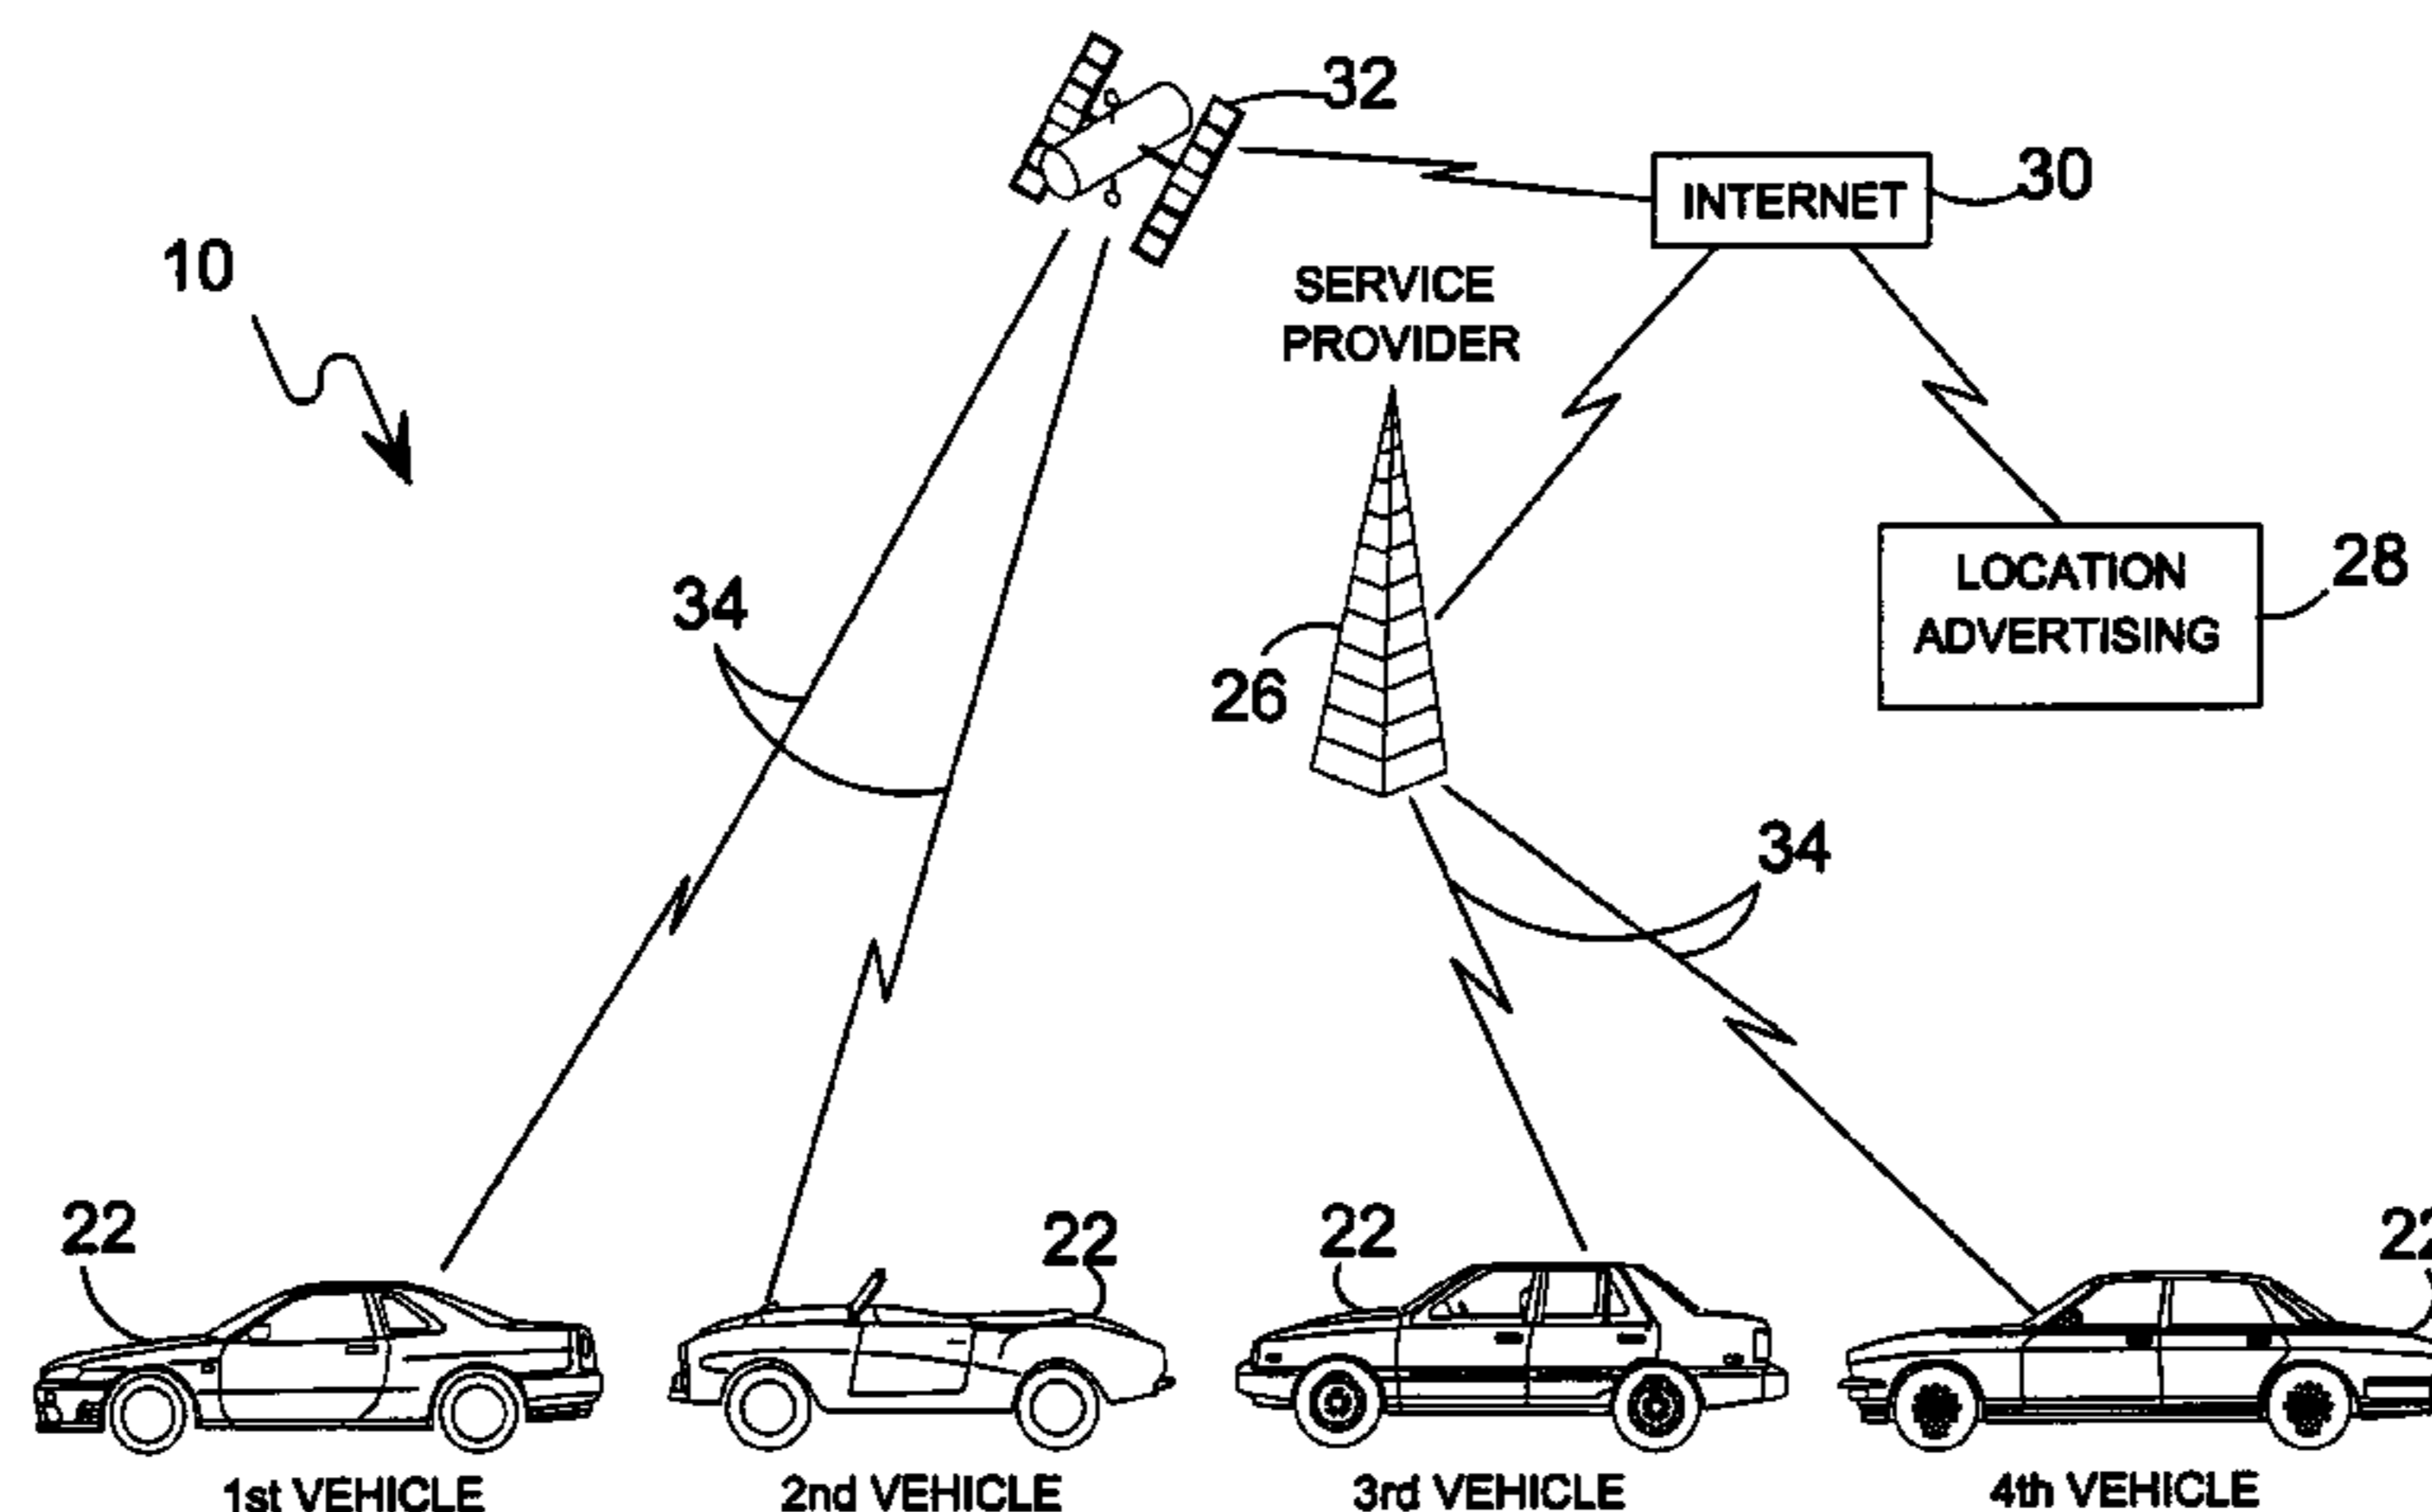 32
INTERNET
30
10
SERVICE
PROVIDER
34
26
LOCATION
ADVERTISING
28
34
22
22
22
22
1st VEHICLE
2nd VEHICLE
3rd VEHICLE
4th VEHICLE